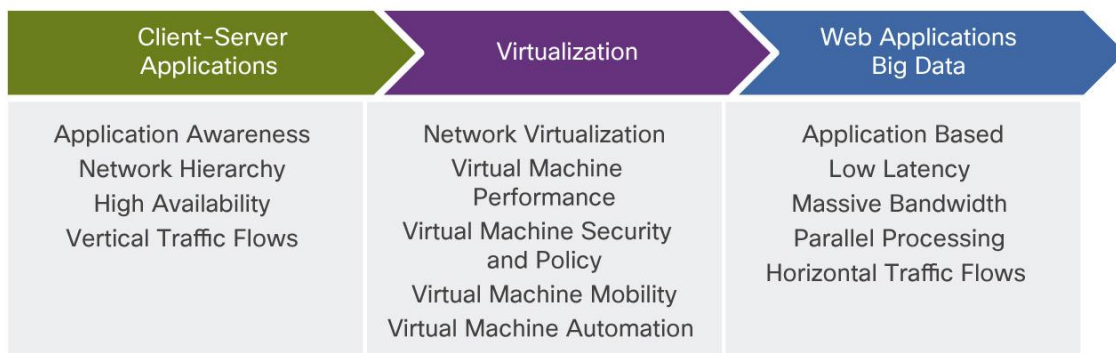 Client-Server
Applications
Application Awareness
Network Hierarchy
High Availability
Vertical Traffic Flows
Virtualization
Network Virtualization
Virtual Machine
Performance
Virtual Machine Security
and Policy
Virtual Machine Mobility
Virtual Machine Automation
Web Applications
Big Data
Application Based
Low Latency
Massive Bandwidth
Parallel Processing
Horizontal Traffic Flows